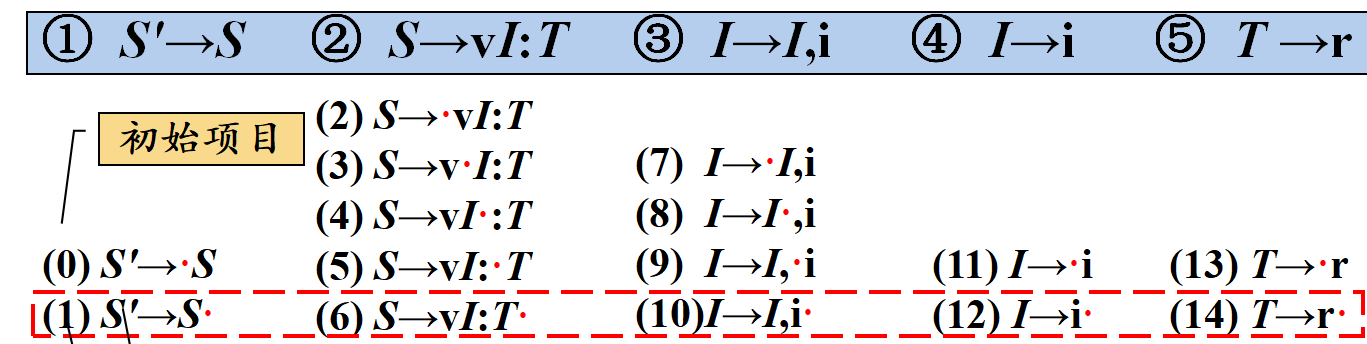 ① S'→S ② S→vI:T ③ I→I,i ④ I→i ⑤ T→r
初始项目
(2) S→·vI:T
(3) S→v·I:T (7) I→·I,i
(4) S→vI·:T (8) I→I·,i
(0) S'→·S (5) S→vI:·T (9) I→I,·i (11) I→·i (13) T→·r
(1) S'→S· (6) S→vI:T· (10)I→I,i· (12) I→i· (14) T→r·